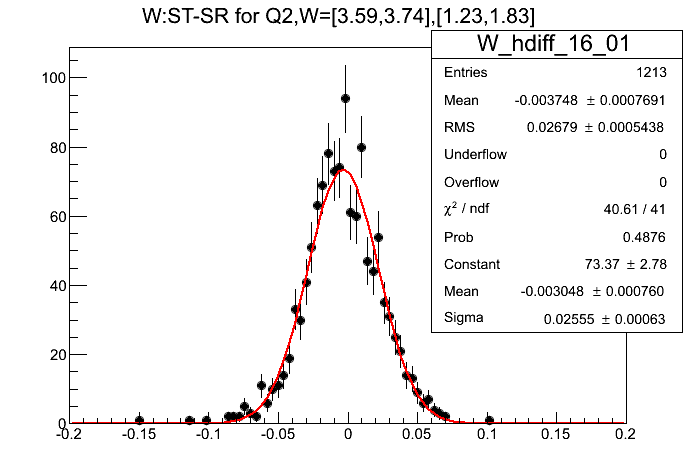 W:ST-SR for Q2,W=[3.59,3.74],[1.23,1.83]
W_hdiff_16_01
Entries 1213
Mean -0.003748 ± 0.0007691
RMS 0.02679 ± 0.0005438
Underflow 0
Overflow 0
χ² / ndf 40.61 / 41
Prob 0.4876
Constant 73.37 ± 2.78
Mean -0.003048 ± 0.000760
Sigma 0.02555 ± 0.00063
100
80
60
40
20
0
-0.2 -0.15 -0.1 -0.05 0 0.05 0.1 0.15 0.2